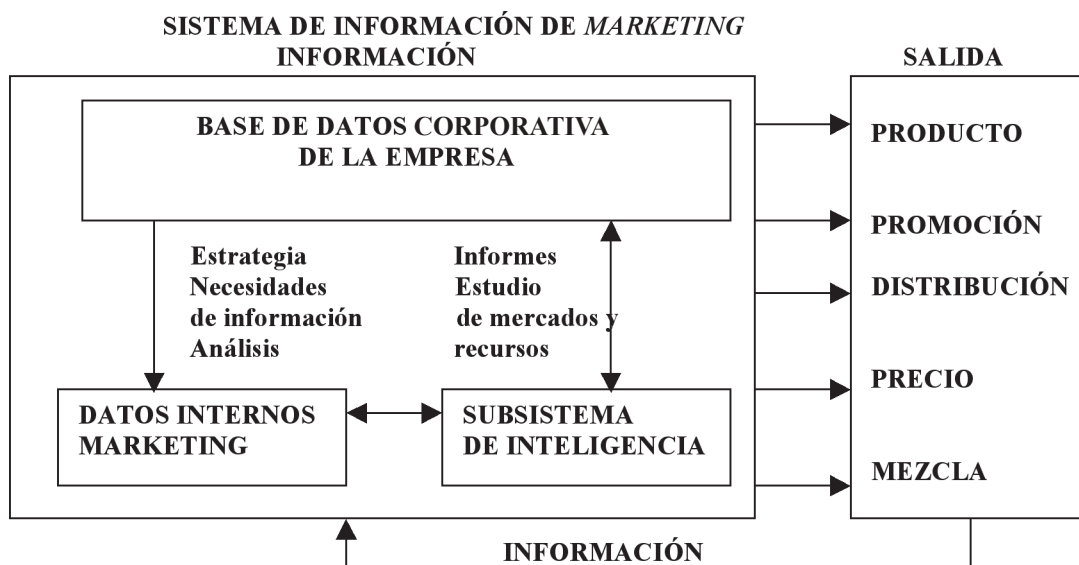 SISTEMA DE INFORMACIÓN DE MARKETING
INFORMACIÓN
SALIDA
BASE DE DATOS CORPORATIVA
DE LA EMPRESA
Estrategia
Necesidades
de información
Análisis
Informes
Estudio
de mercados y
recursos
DATOS INTERNOS
MARKETING
SUBSISTEMA
DE INTELIGENCIA
PRODUCTO
PROMOCIÓN
DISTRIBUCIÓN
PRECIO
MEZCLA
INFORMACIÓN